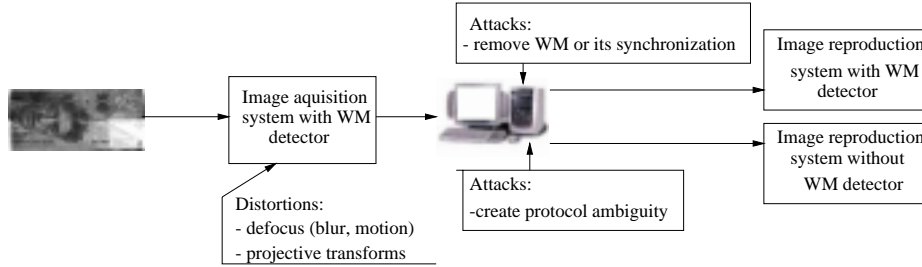 Attacks:
- remove WM or its synchronization
Image reproduction
system with WM
detector
Image aquisition
system with WM
detector
Image reproduction
system without
WM detector
Attacks:
-create protocol ambiguity
Distortions:
- defocus (blur, motion)
- projective transforms